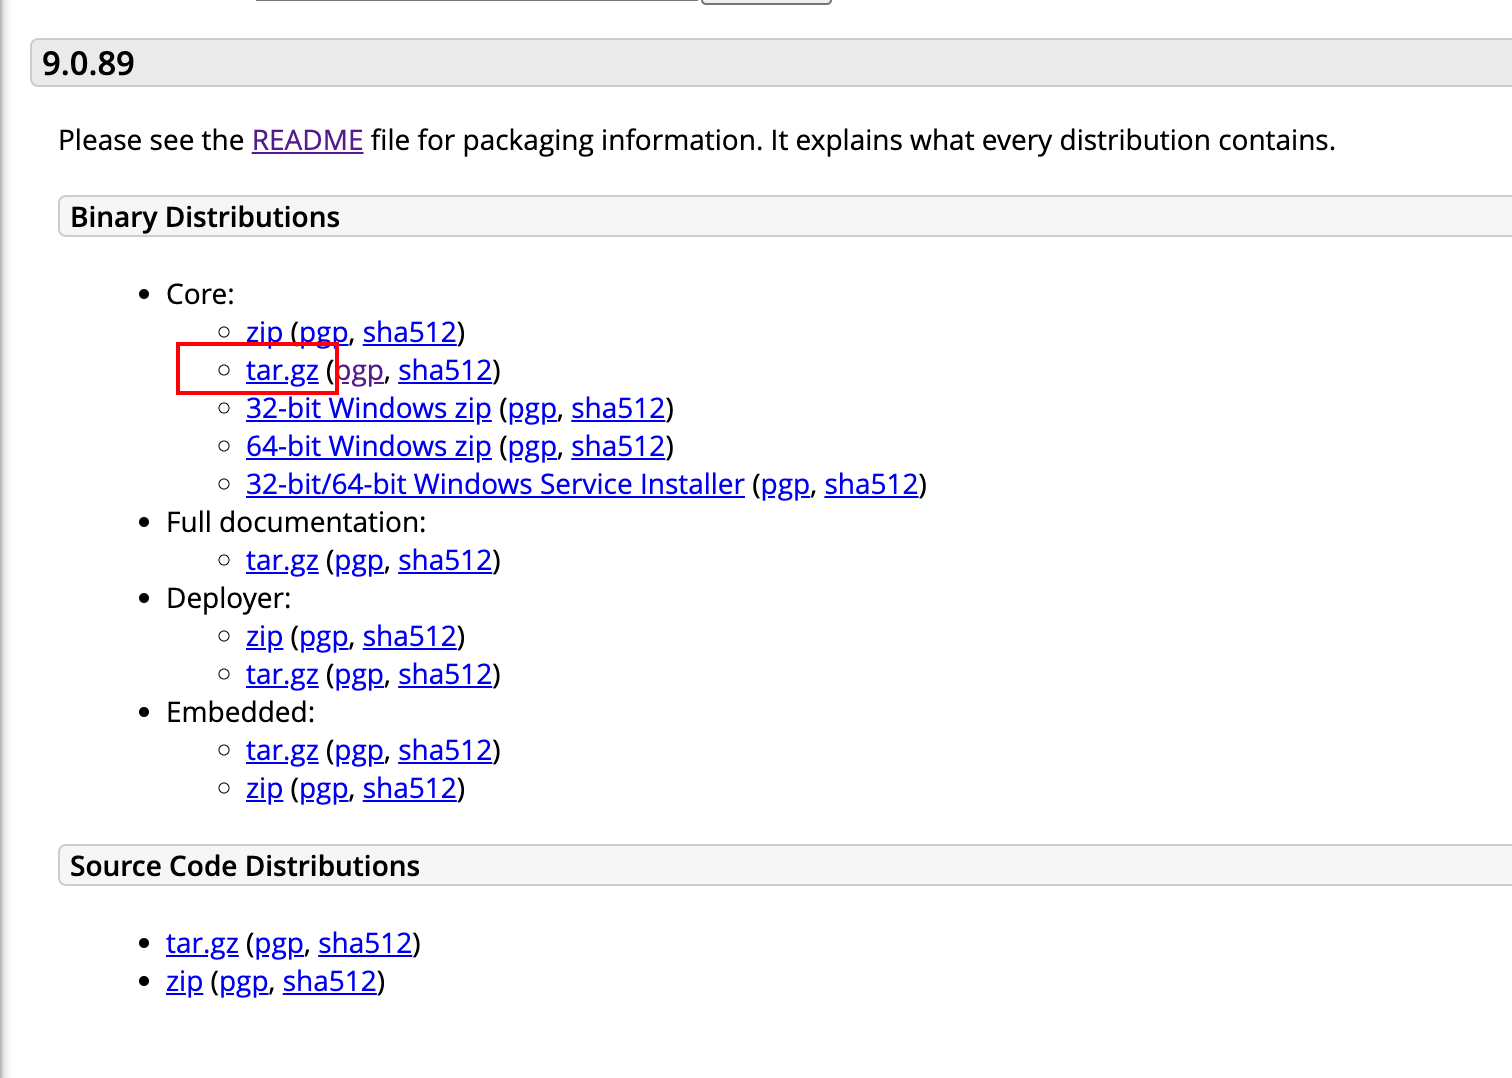 9.0.89
Please see the README file for packaging information. It explains what every distribution contains.
Binary Distributions
Core:
zip (pgp, sha512)
tar.gz (pgp, sha512)
32-bit Windows zip (pgp, sha512)
64-bit Windows zip (pgp, sha512)
32-bit/64-bit Windows Service Installer (pgp, sha512)
Full documentation:
tar.gz (pgp, sha512)
Deployer:
zip (pgp, sha512)
tar.gz (pgp, sha512)
Embedded:
tar.gz (pgp, sha512)
zip (pgp, sha512)
Source Code Distributions
tar.gz (pgp, sha512)
zip (pgp, sha512)